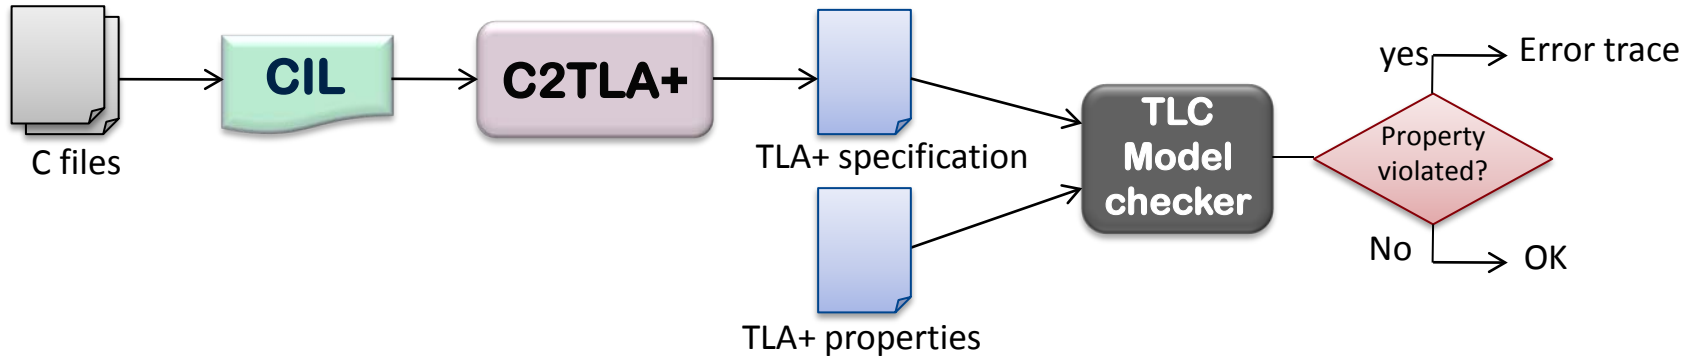 C files
CIL
C2TLA+
TLA+ specification
TLA+ properties
TLC
Model
checker
Property
violated?
yes
Error trace
No
OK